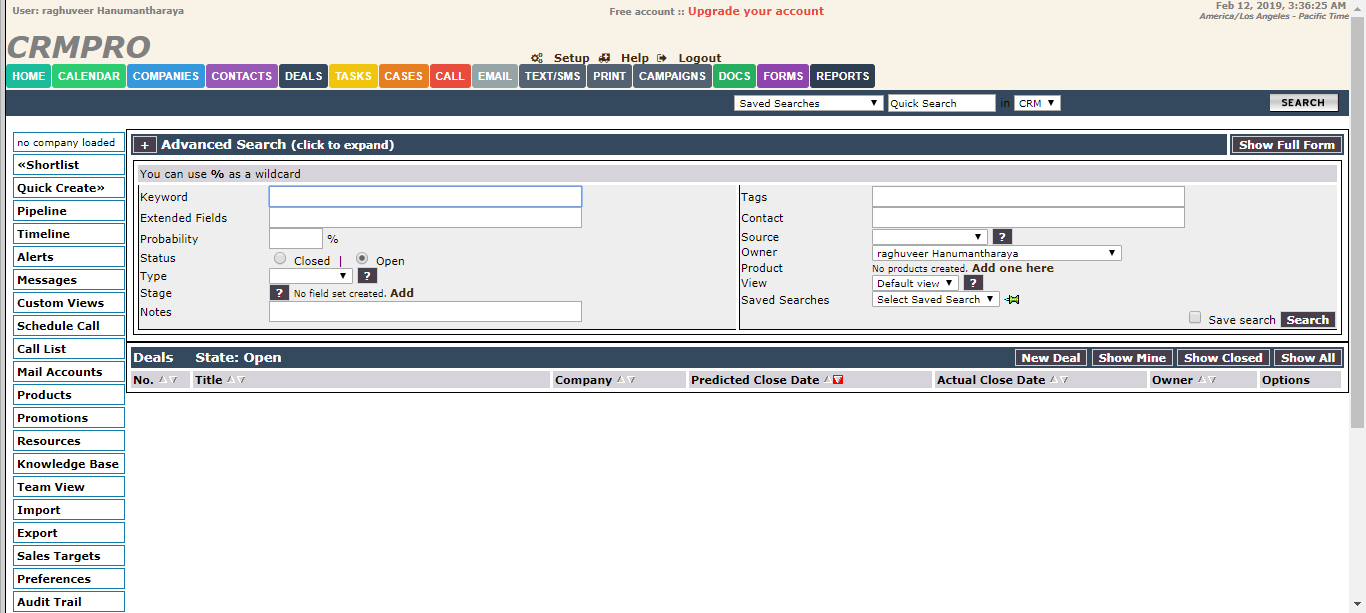 User: raghuveer Hanumantharaya
Free account :: Upgrade your account
Feb 12, 2019, 3:36:25 AM
America/Los Angeles - Pacific Time
CRMPRO
Setup Help Logout
HOME CALENDAR COMPANIES CONTACTS DEALS TASKS CASES CALL EMAIL TEXT/SMS PRINT CAMPAIGNS DOCS FORMS REPORTS
Saved Searches Quick Search in CRM SEARCH
no company loaded
«Shortlist
Quick Create»
Pipeline
Timeline
Alerts
Messages
Custom Views
Schedule Call
Call List
Mail Accounts
Products
Promotions
Resources
Knowledge Base
Team View
Import
Export
Sales Targets
Preferences
Audit Trail
+ Advanced Search (click to expand) Show Full Form
You can use % as a wildcard
Keyword
Extended Fields
Probability %
Status Closed | Open
Type ?
Stage ? No field set created. Add
Notes
Tags
Contact
Source ?
Owner raghuveer Hanumantharaya
Product No products created. Add one here
View Default view ?
Saved Searches Select Saved Search
Save search Search
Deals State: Open New Deal Show Mine Show Closed Show All
No. Title Company Predicted Close Date Actual Close Date Owner Options